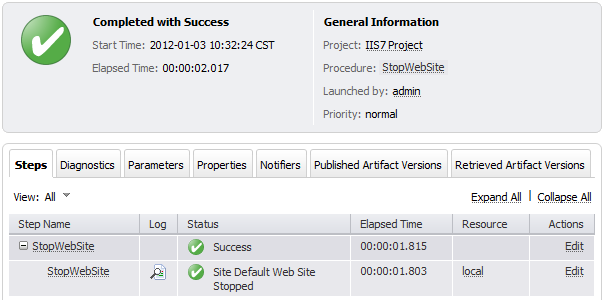 Completed with Success
Start Time: 2012-01-03 10:32:24 CST
Elapsed Time: 00:00:02.017
General Information
Project: IIS7 Project
Procedure: StopWebSite
Launched by: admin
Priority: normal
Steps Diagnostics Parameters Properties Notifiers Published Artifact Versions Retrieved Artifact Versions
View: All Expand All Collapse All
Step Name Log Status Elapsed Time Resource Actions
StopWebSite Success 00:00:01.815 Edit
StopWebSite Site Default Web Site 00:00:01.803 local Edit
Stopped